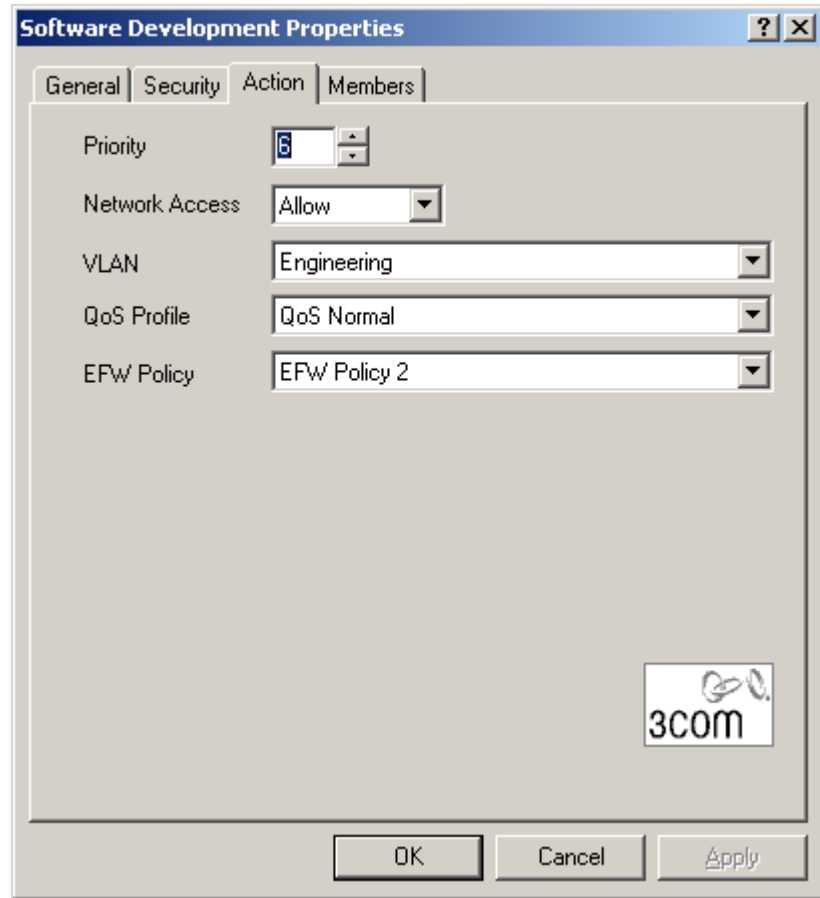 Software Development Properties
General Security Action Members
Priority 6
Network Access Allow
VLAN Engineering
QoS Profile QoS Normal
EFW Policy EFW Policy 2
3com
OK Cancel Apply